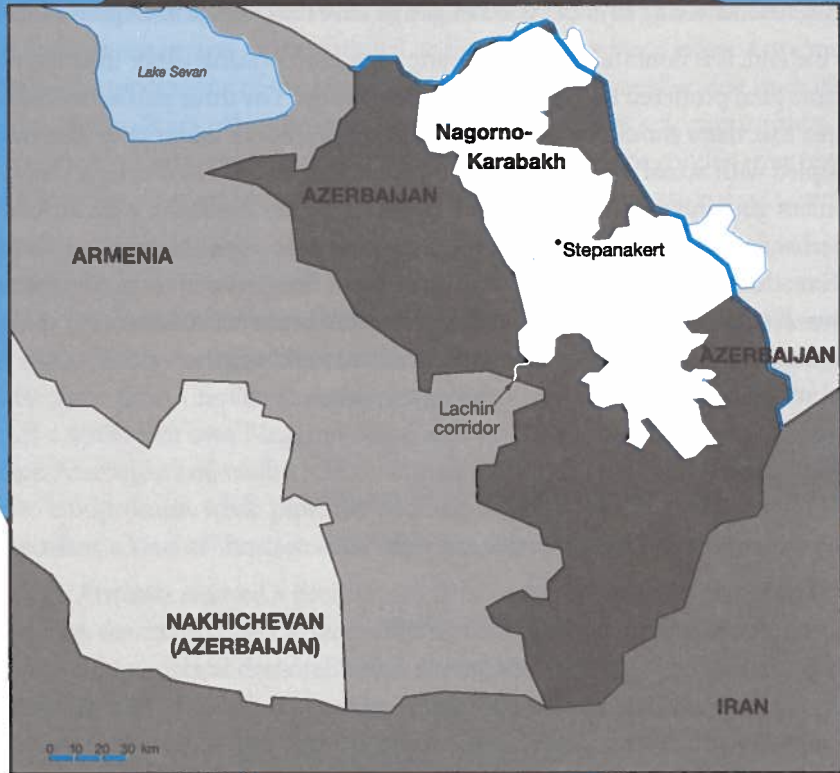 Lake Sevan
Nagorno-
Karabakh
AZERBAIJAN
ARMENIA
Stepanakert
AZERBAIJAN
Lachin
corridor
NAKHICHEVAN
(AZERBAIJAN)
IRAN
0 10 20 30 km